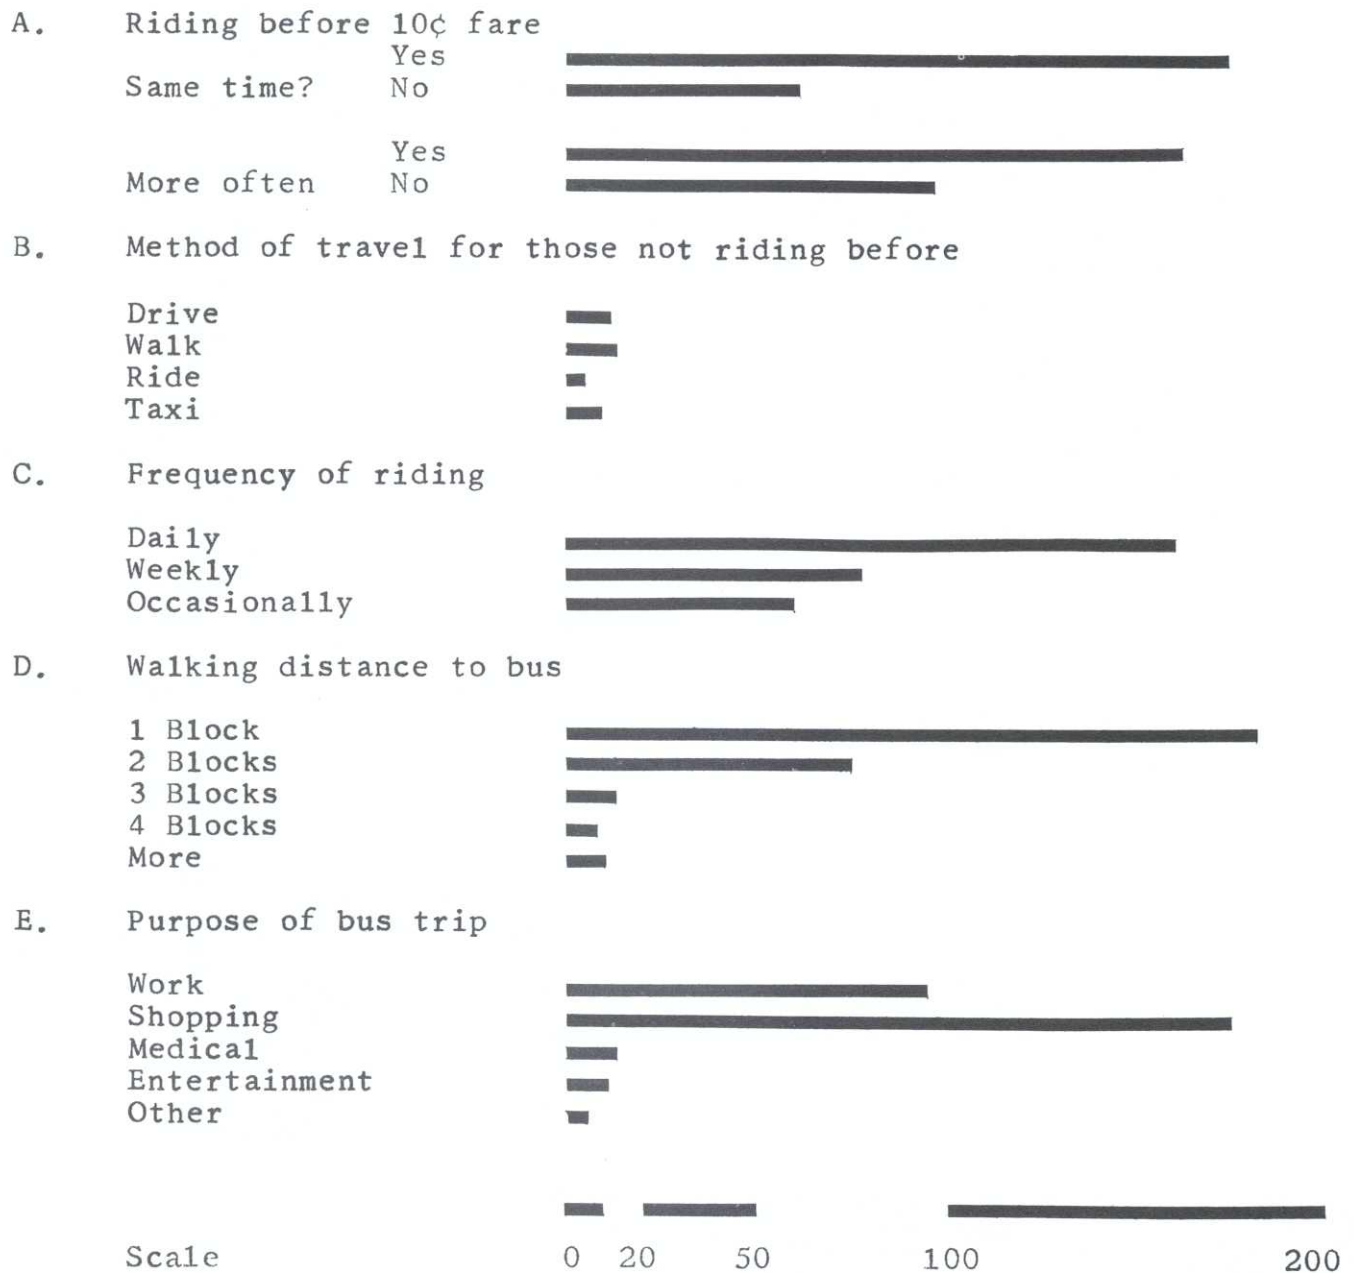 A. Riding before 10¢ fare
Yes
Same time? No
Yes
More often No
B. Method of travel for those not riding before
Drive
Walk
Ride
Taxi
C. Frequency of riding
Daily
Weekly
Occasionally
D. Walking distance to bus
1 Block
2 Blocks
3 Blocks
4 Blocks
More
E. Purpose of bus trip
Work
Shopping
Medical
Entertainment
Other
Scale 0 20 50 100 200